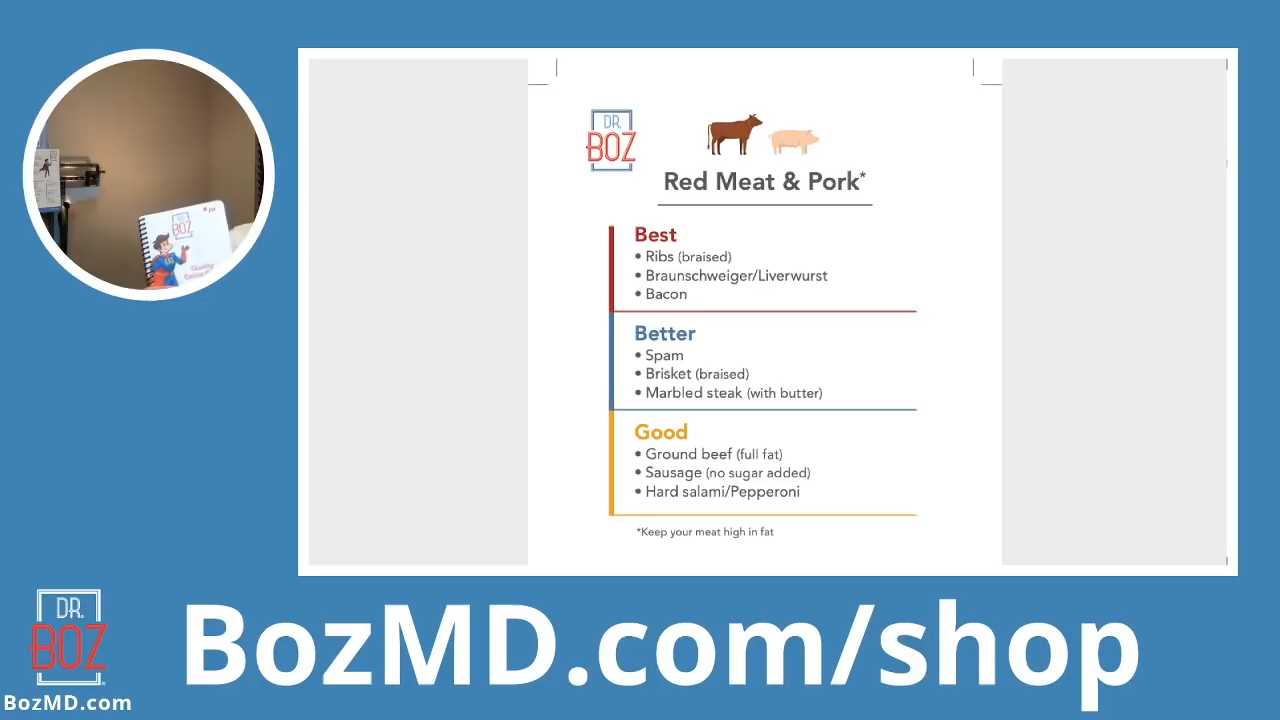 DR.
BOZ
DR.
BOZ
Red Meat & Pork*
Best
• Ribs (braised)
• Braunschweiger/Liverwurst
• Bacon
Better
• Spam
• Brisket (braised)
• Marbled steak (with butter)
Good
• Ground beef (full fat)
• Sausage (no sugar added)
• Hard salami/Pepperoni
*Keep your meat high in fat
DR.
BOZ
BozMD.com/shop
BozMD.com